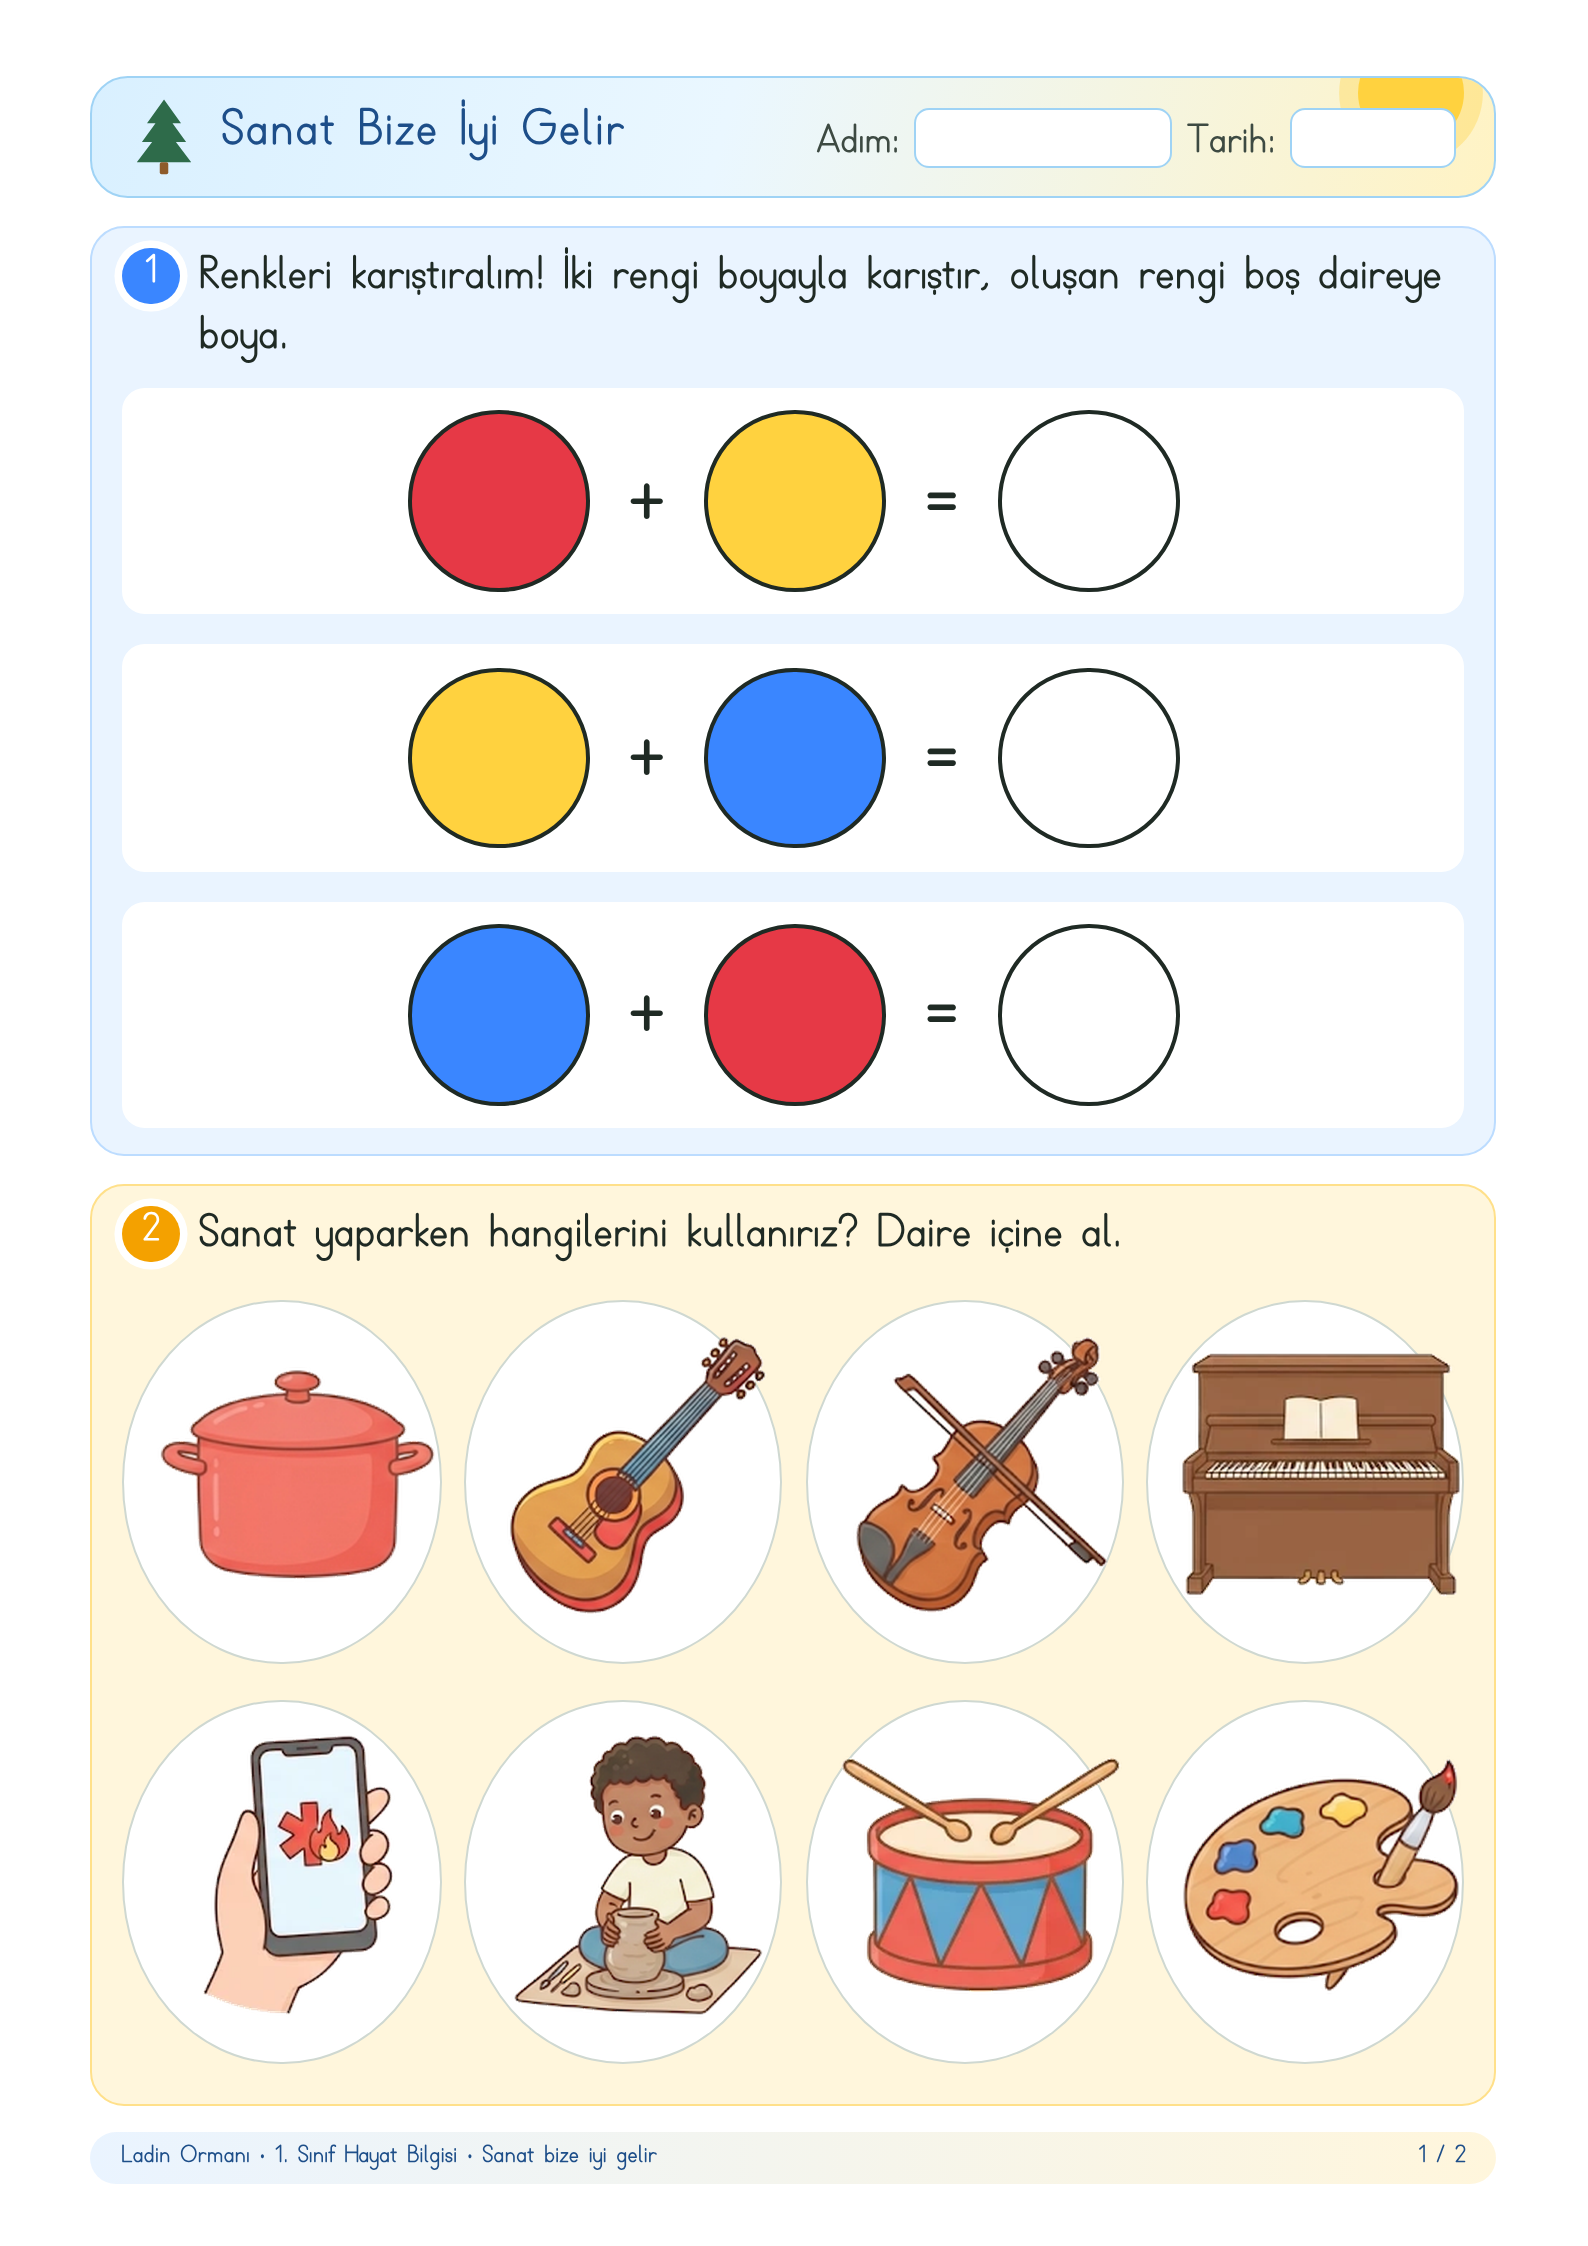 Sanat Bize İyi Gelir
Adım:
Tarih:
1
Renkleri karıştıralım! İki rengi boyayla karıştır, oluşan rengi boş daireye
boya.
+ =
+ =
+ =
2
Sanat yaparken hangilerini kullanırız? Daire içine al.
Ladin Ormanı • 1. Sınıf Hayat Bilgisi • Sanat bize iyi gelir
1 / 2